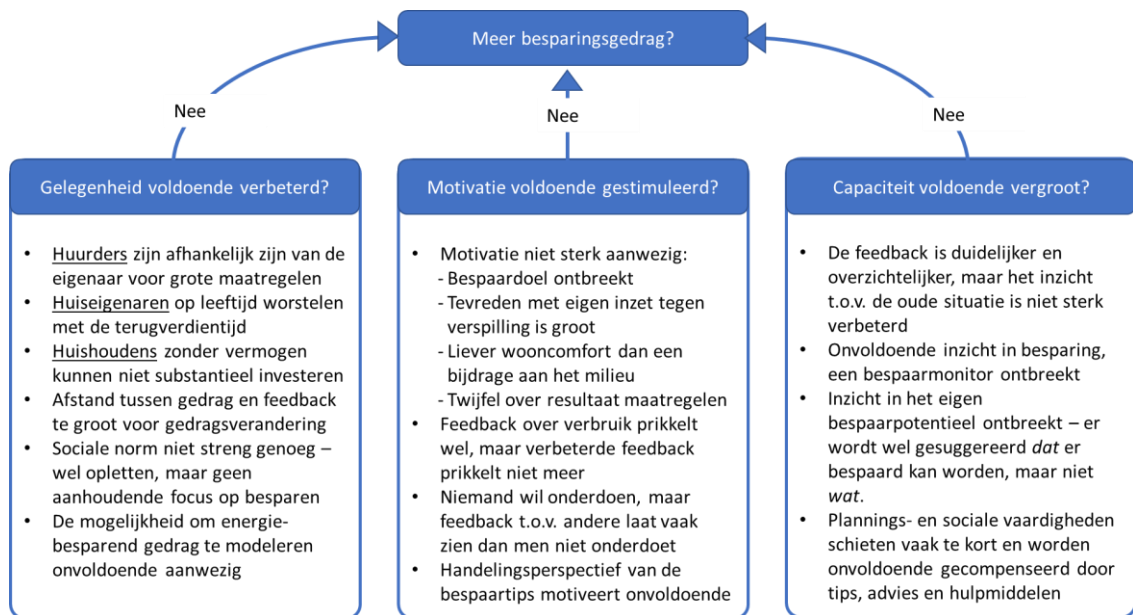 Meer besparingsgedrag?
Nee
Nee
Nee
Gelegenheid voldoende verbeterd?
• Huurders zijn afhankelijk zijn van de
eigenaar voor grote maatregelen
• Huiseigenaren op leeftijd worstelen
met de terugverdientijd
• Huishoudens zonder vermogen
kunnen niet substantieel investeren
• Afstand tussen gedrag en feedback
te groot voor gedragsverandering
• Sociale norm niet streng genoeg –
wel opletten, maar geen
aanhoudende focus op besparen
• De mogelijkheid om energie-
besparend gedrag te modeleren
onvoldoende aanwezig
Motivatie voldoende gestimuleerd?
• Motivatie niet sterk aanwezig:
- Bespaardoel ontbreekt
- Tevreden met eigen inzet tegen
verspilling is groot
- Liever wooncomfort dan een
bijdrage aan het milieu
- Twijfel over resultaat maatregelen
• Feedback over verbruik prikkelt
wel, maar verbeterde feedback
prikkelt niet meer
• Niemand wil onderdoen, maar
feedback t.o.v. andere laat vaak
zien dan men niet onderdoet
• Handelingsperspectief van de
bespaartips motiveert onvoldoende
Capaciteit voldoende vergroot?
• De feedback is duidelijker en
overzichtelijker, maar het inzicht
t.o.v. de oude situatie is niet sterk
verbeterd
• Onvoldoende inzicht in besparing,
een bespaarmonitor ontbreekt
• Inzicht in het eigen
bespaarpotentieel ontbreekt – er
wordt wel gesuggereerd dat er
bespaard kan worden, maar niet
wat.
• Plannings- en sociale vaardigheden
schieten vaak te kort en worden
onvoldoende gecompenseerd door
tips, advies en hulpmiddelen